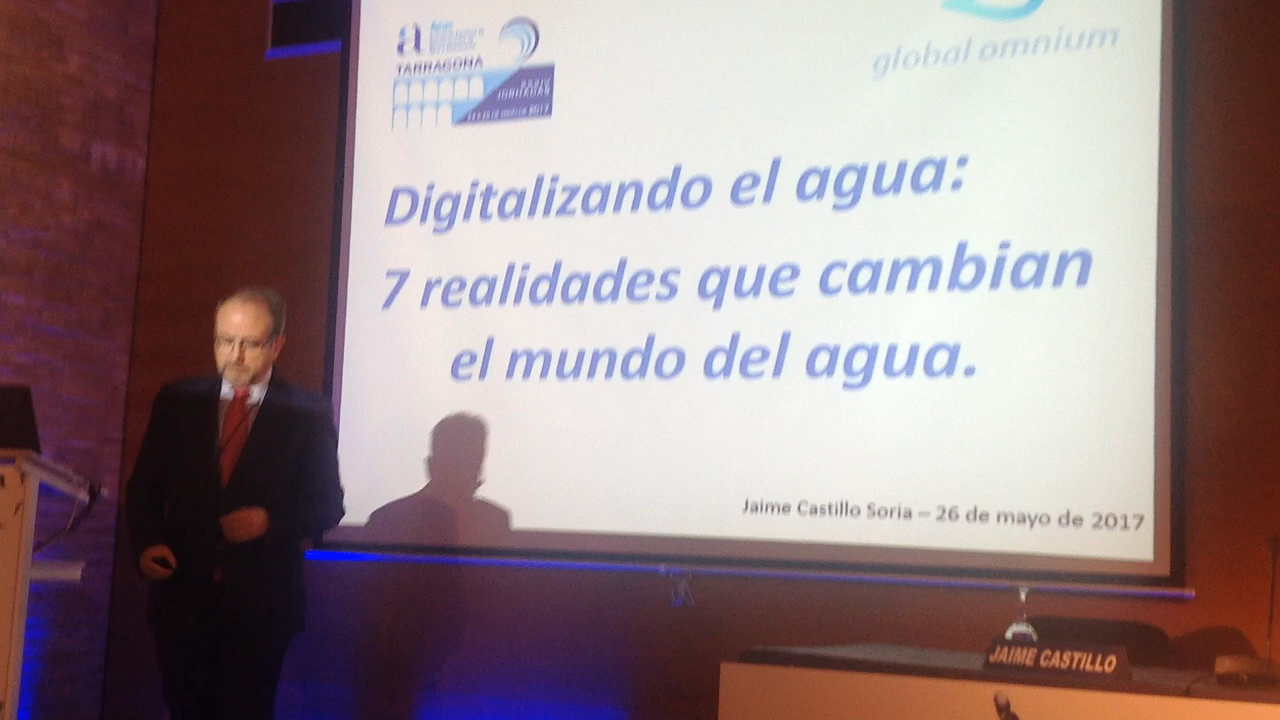 a
TARRAGONA
JORNADAS
global omnium
Digitalizando el agua:
7 realidades que cambian
el mundo del agua.
Jaime Castillo Soria – 26 de mayo de 2017
JAIME CASTILLO